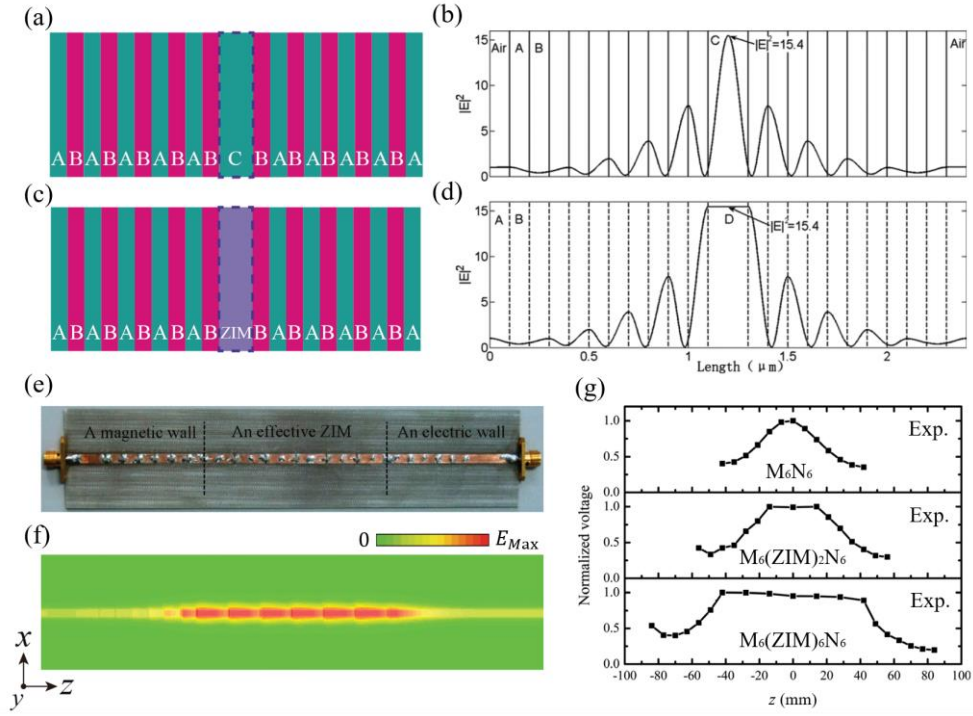 (a)
A B A B A B A B A B C B A B A B A B A B A
(b)
Air A B
C
|E|²=15.4
Air
|E|²
15
10
5
0
(c)
A B A B A B A B A B ZIM B A B A B A B A B A
(d)
A B
D
|E|²=15.4
|E|²
15
10
5
0
0 0.5 1 1.5 2
Length (μm)
(e)
A magnetic wall An effective ZIM An electric wall
(f)
0 E_Max
x
y z
(g)
Normalized voltage
1.0
0.5
0.0
Exp.
M₆N₆
1.0
0.5
0.0
Exp.
M₆(ZIM)₂N₆
1.0
0.5
0.0
Exp.
M₆(ZIM)₆N₆
-100 -80 -60 -40 -20 0 20 40 60 80 100
z (mm)